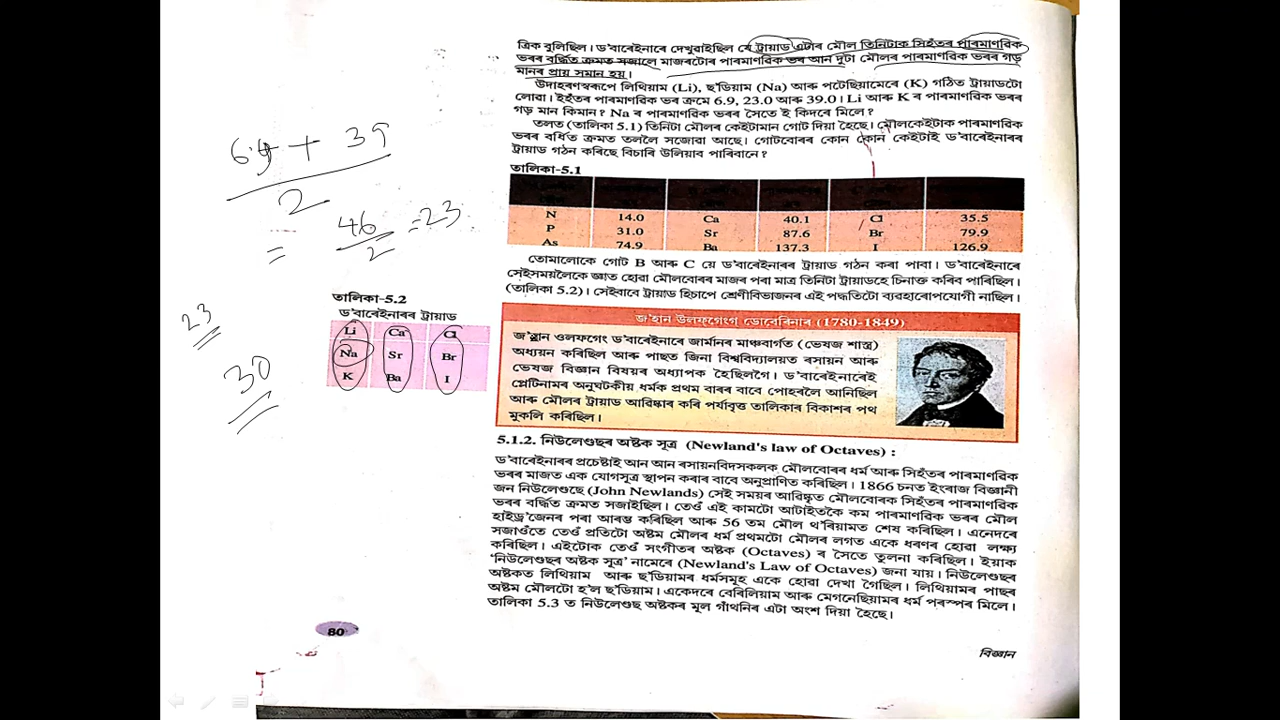 ত্ৰিক বুলিছিল। ড'বাৰেইনাৰে দেখুৱাইছিল যে ট্ৰায়াড এটাৰ মৌল তিনিটাক সিহঁতৰ পাৰমাণৱিক
ভৰৰ বৰ্দ্ধিত ক্ৰমত সজালে মাজৰটোৰ পাৰমাণৱিক ভৰ আন দুটা মৌলৰ পাৰমাণৱিক ভৰৰ গড়
মানৰ প্ৰায় সমান হয়।
উদাহৰণস্বৰূপে লিথিয়াম (Li), ছ'ডিয়াম (Na) আৰু পটেছিয়ামেৰে (K) গঠিত ট্ৰায়াডটো
লোৱা। ইহঁতৰ পাৰমাণৱিক ভৰ ক্ৰমে 6.9, 23.0 আৰু 39.0। Li আৰু K ৰ পাৰমাণৱিক ভৰৰ
গড় মান কিমান? Na ৰ পাৰমাণৱিক ভৰৰ সৈতে ই কিদৰে মিলে?
তলত (তালিকা 5.1) তিনিটা মৌলৰ কেইটামান গোট দিয়া হৈছে। মৌলকেইটাক পাৰমাণৱিক
ভৰৰ বৰ্ধিত ক্ৰমত তললৈ সজোৱা আছে। গোটবোৰৰ কোন কোন কেইটাই ড'বাৰেইনাৰৰ
ট্ৰায়াড গঠন কৰিছে বিচাৰি উলিয়াব পাৰিবানে?
6.9 + 39
2
= 46 = 23
2
23
30
তালিকা-5.1
N 14.0 Ca 40.1 Cl 35.5
P 31.0 Sr 87.6 Br 79.9
As 74.9 Ba 137.3 I 126.9
তোমালোকে গোট B আৰু C য়ে ড'বাৰেইনাৰৰ ট্ৰায়াড গঠন কৰা পাবা। ড'বাৰেইনাৰে
সেইসময়লৈকে জ্ঞাত হোৱা মৌলবোৰৰ মাজৰ পৰা মাত্ৰ তিনিটা ট্ৰায়াডহে চিনাক্ত কৰিব পাৰিছিল।
(তালিকা 5.2)। সেইবাবে ট্ৰায়াড হিচাপে শ্ৰেণীবিভাজনৰ এই পদ্ধতিটো ব্যৱহাৰোপযোগী নাছিল।
তালিকা-5.2
ড'বাৰেইনাৰৰ ট্ৰায়াড
Li Ca Cl
Na Sr Br
K Ba I
জ'হান উলফগেংগ ডোবেৰিনাৰ (1780-1849)
জ'হান ওলফগেং ড'বাৰেইনাৰে জাৰ্মানৰ মাঞ্চবাৰ্গত (ভেষজ শাস্ত্ৰ)
অধ্যয়ন কৰিছিল আৰু পাছত জিনা বিশ্ববিদ্যালয়ত ৰসায়ন আৰু
ভেষজ বিজ্ঞান বিষয়ৰ অধ্যাপক হৈছিলগৈ। ড'বাৰেইনাৰেই
প্লেটিনামৰ অনুঘটকীয় ধৰ্মক প্ৰথম বাৰৰ বাবে পোহৰলৈ আনিছিল
আৰু মৌলৰ ট্ৰায়াড আৱিষ্কাৰ কৰি পৰ্যাবৃত্ত তালিকাৰ বিকাশৰ পথ
মুকলি কৰিছিল।
5.1.2. নিউলেণ্ডছৰ অষ্টক সূত্ৰ (Newland's law of Octaves) :
ড'বাৰেইনাৰৰ প্ৰচেষ্টাই আন আন ৰসায়নবিদসকলক মৌলবোৰৰ ধৰ্ম আৰু সিহঁতৰ পাৰমাণৱিক
ভৰৰ মাজত এক যোগসূত্ৰ স্থাপন কৰাৰ বাবে অনুপ্ৰাণিত কৰিছিল। 1866 চনত ইংৰাজ বিজ্ঞানী
জন নিউলেণ্ডছে (John Newlands) সেই সময়ৰ আৱিষ্কৃত মৌলবোৰক সিহঁতৰ পাৰমাণৱিক
ভৰৰ বৰ্দ্ধিত ক্ৰমত সজাইছিল। তেওঁ এই কামটো আটাইতকৈ কম পাৰমাণৱিক ভৰৰ মৌল
হাইড্ৰ'জেনৰ পৰা আৰম্ভ কৰিছিল আৰু 56 তম মৌল থ'ৰিয়ামত শেষ কৰিছিল। এনেদৰে
সজাওঁতে তেওঁ প্ৰতিটো অষ্টম মৌলৰ ধৰ্ম প্ৰথমটো মৌলৰ লগত একে ধৰণৰ হোৱা লক্ষ্য
কৰিছিল। এইটোক তেওঁ সংগীতৰ অষ্টক (Octaves) ৰ সৈতে তুলনা কৰিছিল। ইয়াক
'নিউলেণ্ডছৰ অষ্টক সূত্ৰ' নামেৰে (Newland's Law of Octaves) জনা যায়। নিউলেণ্ডছৰ
অষ্টকত লিথিয়াম আৰু ছ'ডিয়ামৰ ধৰ্মসমূহ একে হোৱা দেখা গৈছিল। লিথিয়ামৰ পাছৰ
অষ্টম মৌলটো হ'ল ছ'ডিয়াম। একেদৰে বেৰিলিয়াম আৰু মেগনেছিয়ামৰ ধৰ্ম পৰস্পৰ মিলে।
তালিকা 5.3 ত নিউলেণ্ডছ অষ্টকৰ মূল গাঁথনিৰ এটা অংশ দিয়া হৈছে।
80
বিজ্ঞান